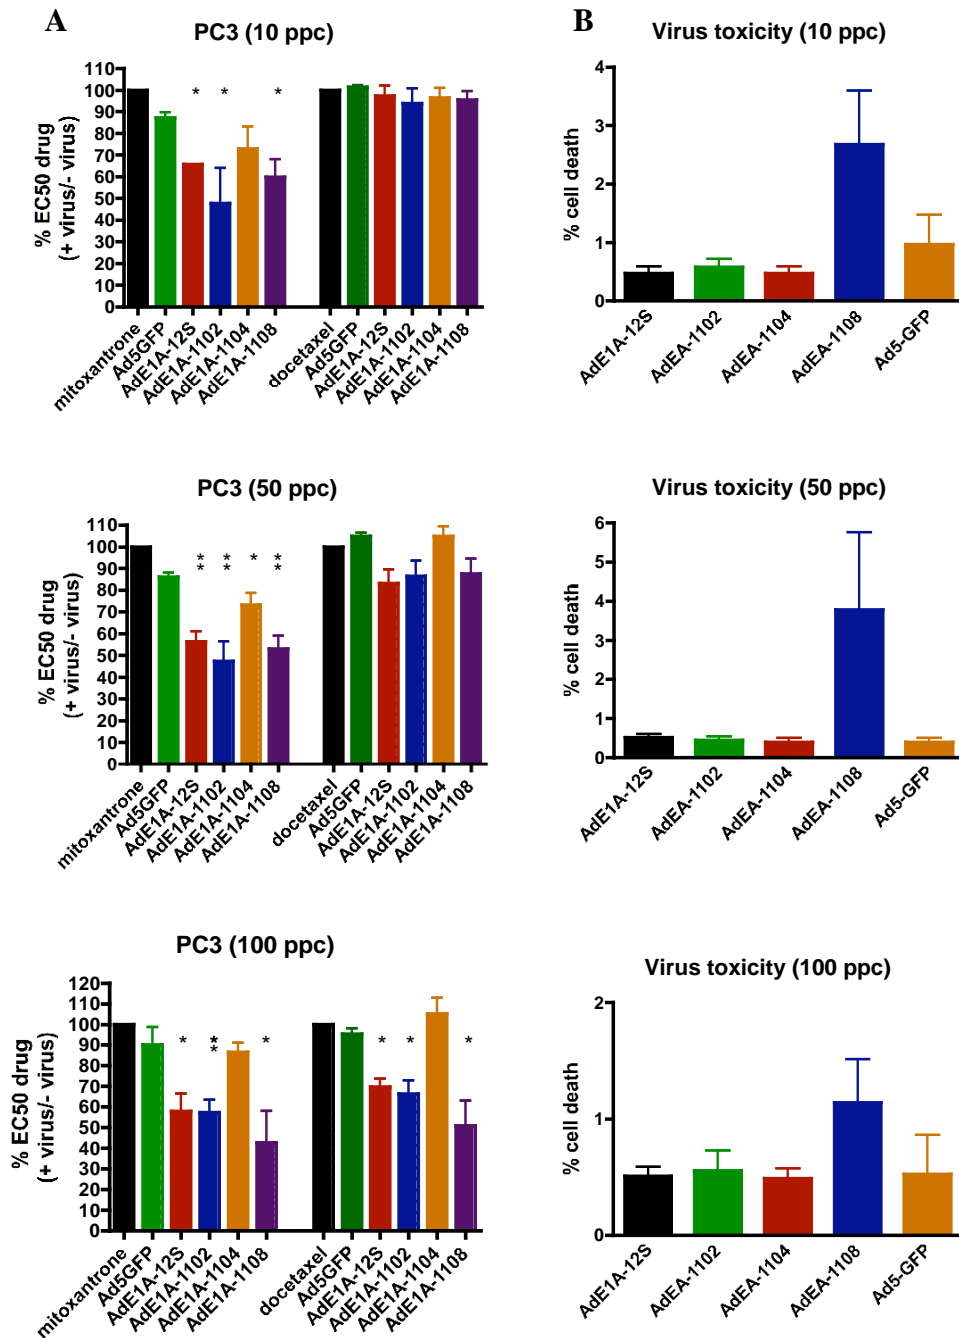 A
B
PC3 (10 ppc)
% EC50 drug
(+ virus/- virus)
110
100
90
80
70
60
50
40
30
20
10
0
* * *
mitoxantrone
Ad5GFP
AdE1A-12S
AdE1A-1102
AdE1A-1104
AdE1A-1108
docetaxel
Ad5GFP
AdE1A-12S
AdE1A-1102
AdE1A-1104
AdE1A-1108
Virus toxicity (10 ppc)
% cell death
4
3
2
1
0
AdE1A-12S
AdEA-1102
AdEA-1104
AdEA-1108
Ad5-GFP
PC3 (50 ppc)
% EC50 drug
(+ virus/- virus)
110
100
90
80
70
60
50
40
30
20
10
0
** ** * **
mitoxantrone
Ad5GFP
AdE1A-12S
AdE1A-1102
AdE1A-1104
AdE1A-1108
docetaxel
Ad5GFP
AdE1A-12S
AdE1A-1102
AdE1A-1104
AdE1A-1108
Virus toxicity (50 ppc)
% cell death
6
5
4
3
2
1
0
AdE1A-12S
AdEA-1102
AdEA-1104
AdEA-1108
Ad5-GFP
PC3 (100 ppc)
% EC50 drug
(+ virus/- virus)
120
110
100
90
80
70
60
50
40
30
20
10
0
* ** * * * *
mitoxantrone
Ad5GFP
AdE1A-12S
AdE1A-1102
AdE1A-1104
AdE1A-1108
docetaxel
Ad5GFP
AdE1A-12S
AdE1A-1102
AdE1A-1104
AdE1A-1108
Virus toxicity (100 ppc)
% cell death
2
1
0
AdE1A-12S
AdEA-1102
AdEA-1104
AdEA-1108
Ad5-GFP